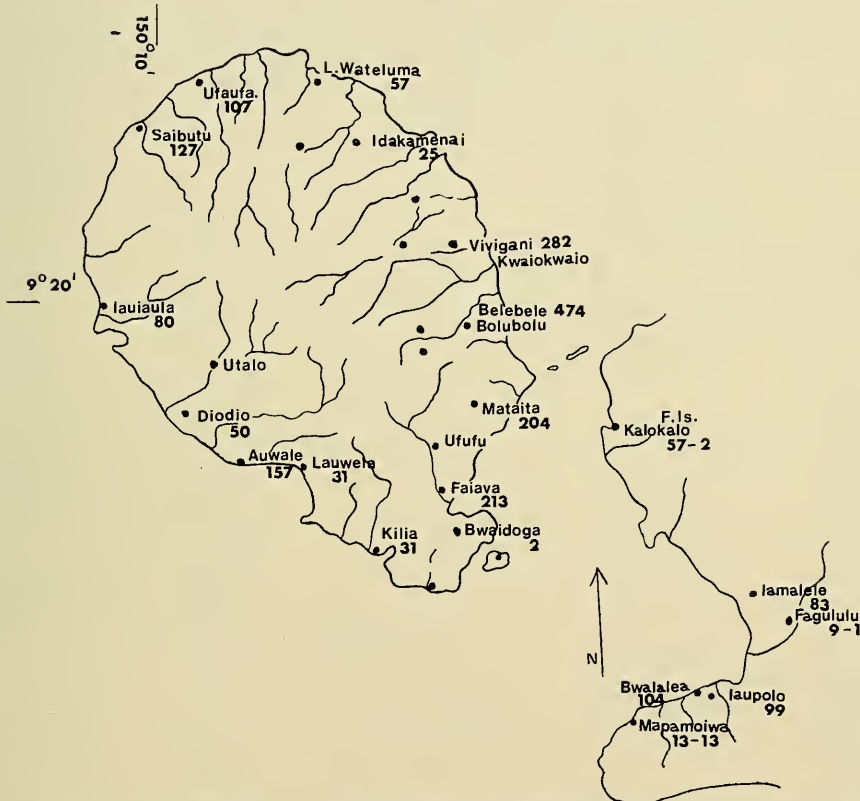 150°10'
L.Wateluma
57
Ufaufa.
107
Saibutu
127
Idakamenai
25
Vivigani 282
Kwaiokwaio
9° 20'
Iauiaula
80
Belebele 474
Bolubolu
Utalo
Diodio
50
Mataita
204
F.Is.
Kalokalo
57-2
Ufufu
Auwale
157
Lauwela
31
Faiava
213
Bwaidoga
2
Kilia
31
Iamalele
83
Fagululu
9-1
N
Bwalalea
104
Iaupolo
99
Mapamoiwa
13-13